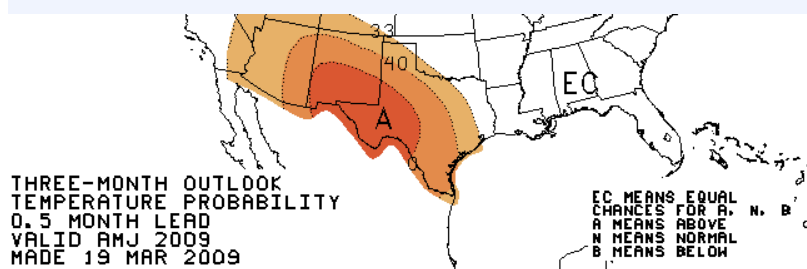 33
40
EC
A
0
THREE-MONTH OUTLOOK
TEMPERATURE PROBABILITY
0.5 MONTH LEAD
VALID AMJ 2009
MADE 19 MAR 2009
EC MEANS EQUAL
CHANCES FOR A, N, B
A MEANS ABOVE
N MEANS NORMAL
B MEANS BELOW